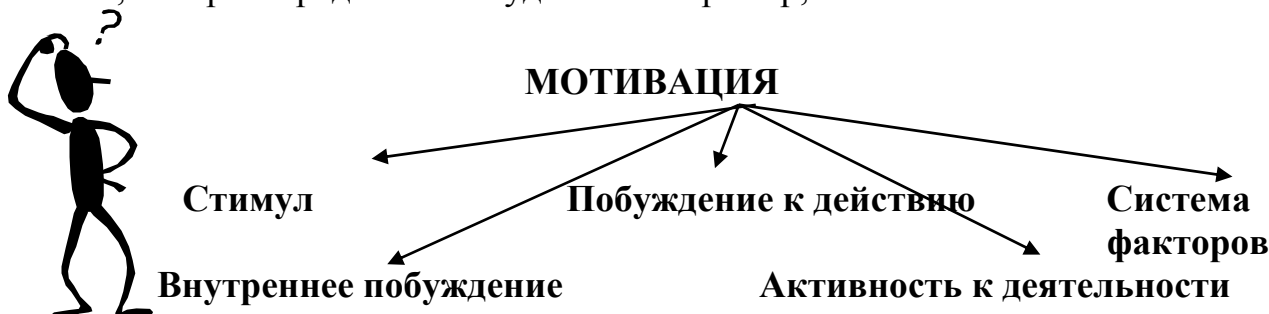 ?
МОТИВАЦИЯ
Стимул Побуждение к действию Система
факторов
Внутреннее побуждение Активность к деятельности